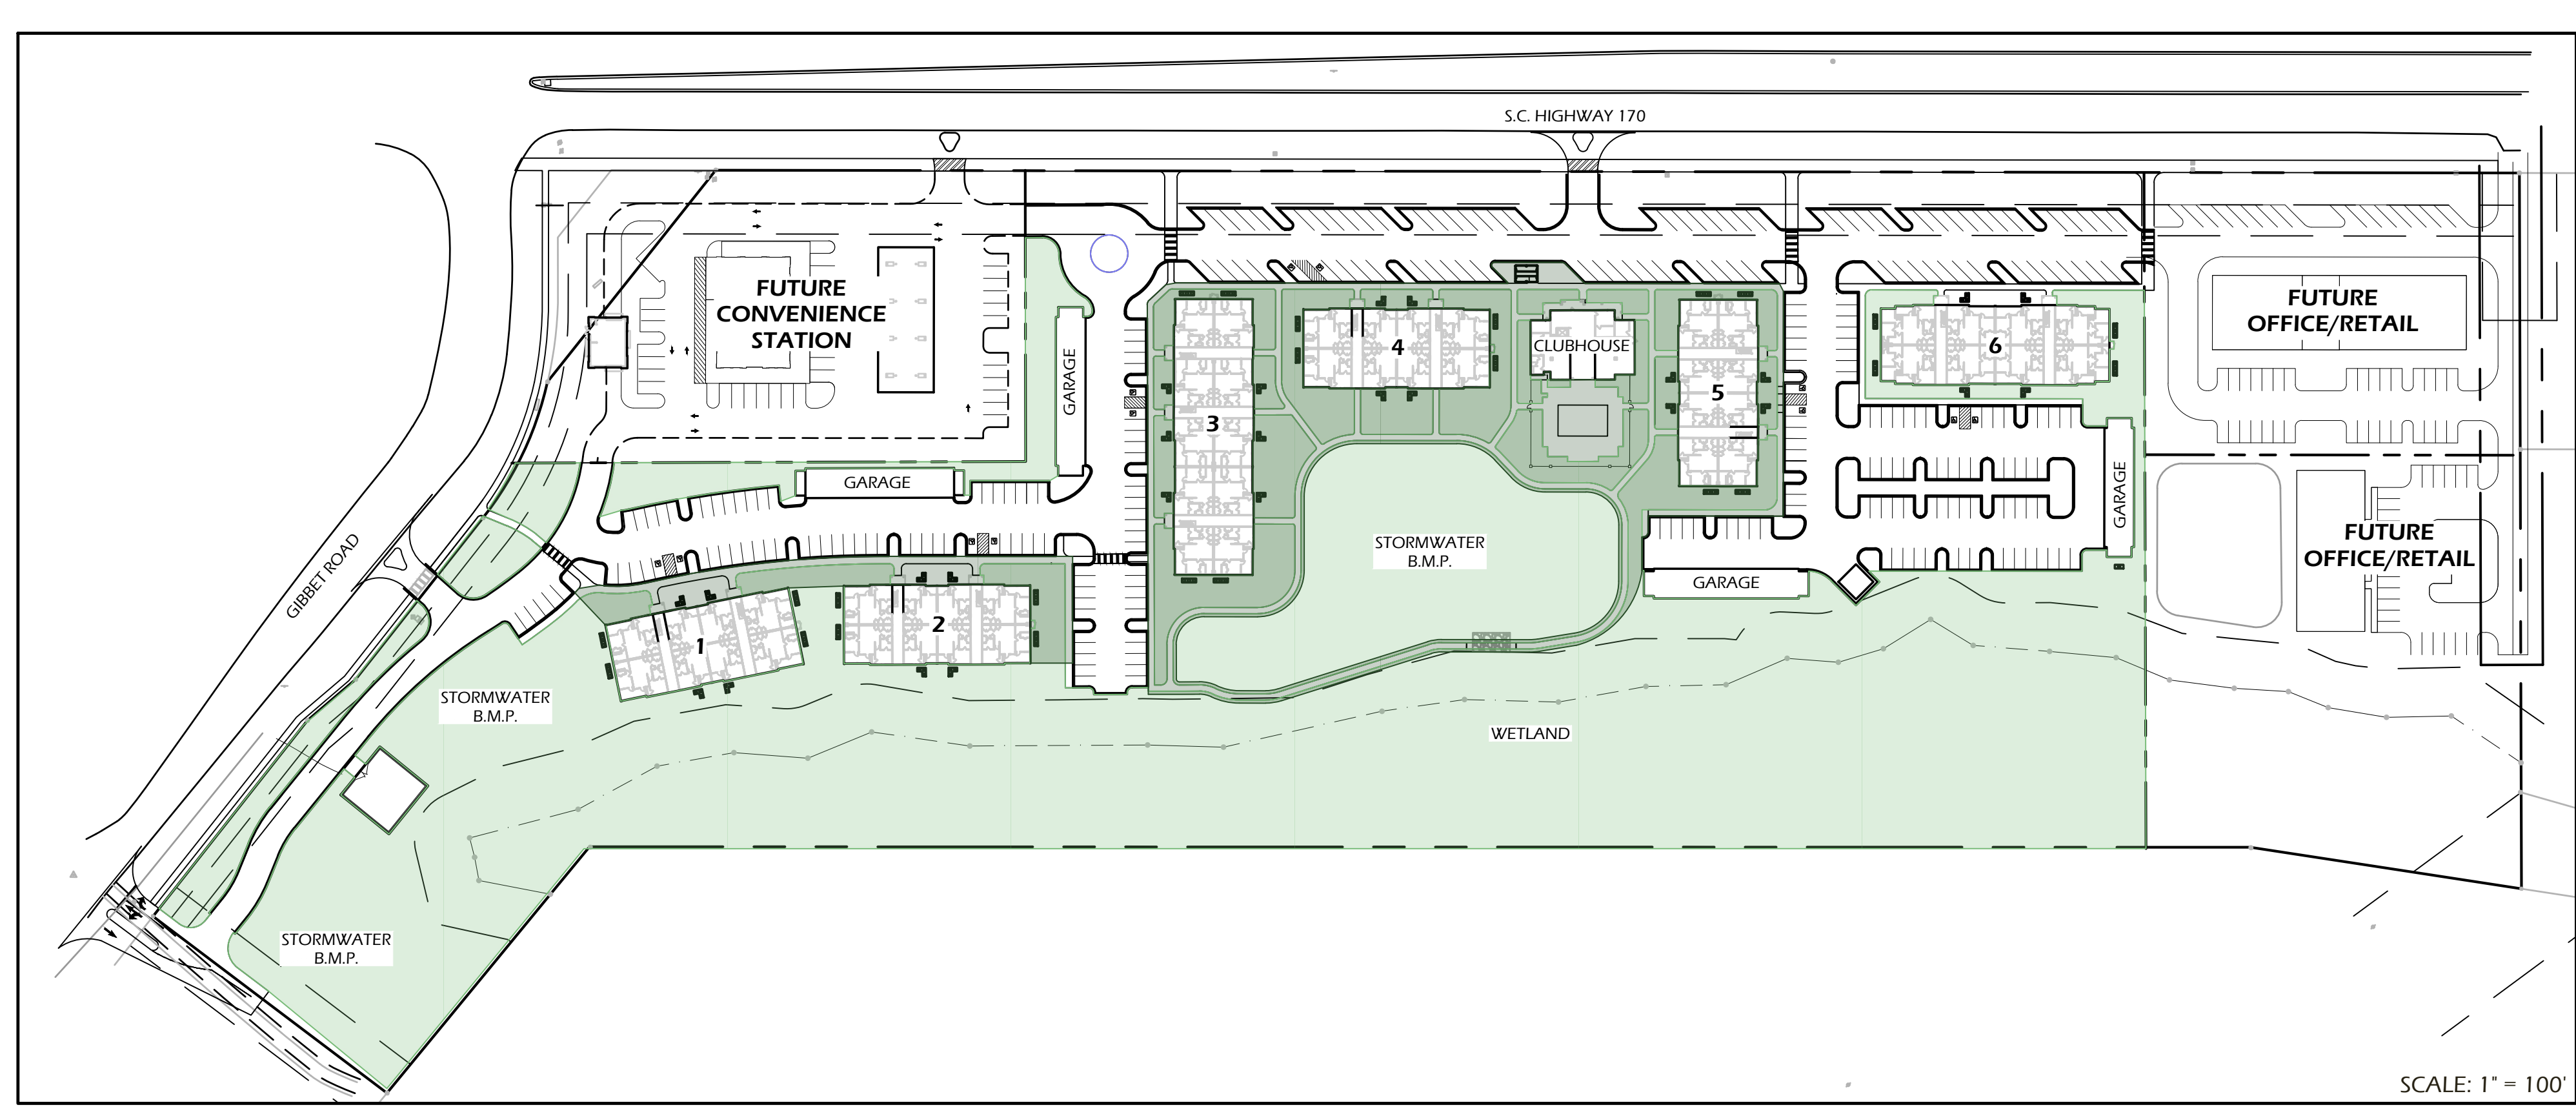 S.C. HIGHWAY 170
FUTURE
CONVENIENCE
STATION
GARAGE
3
4
CLUBHOUSE
5
6
FUTURE
OFFICE/RETAIL
GARAGE
GARAGE
FUTURE
OFFICE/RETAIL
GIBBET ROAD
STORMWATER
B.M.P.
GARAGE
1
2
STORMWATER
B.M.P.
WETLAND
STORMWATER
B.M.P.
SCALE: 1" = 100'